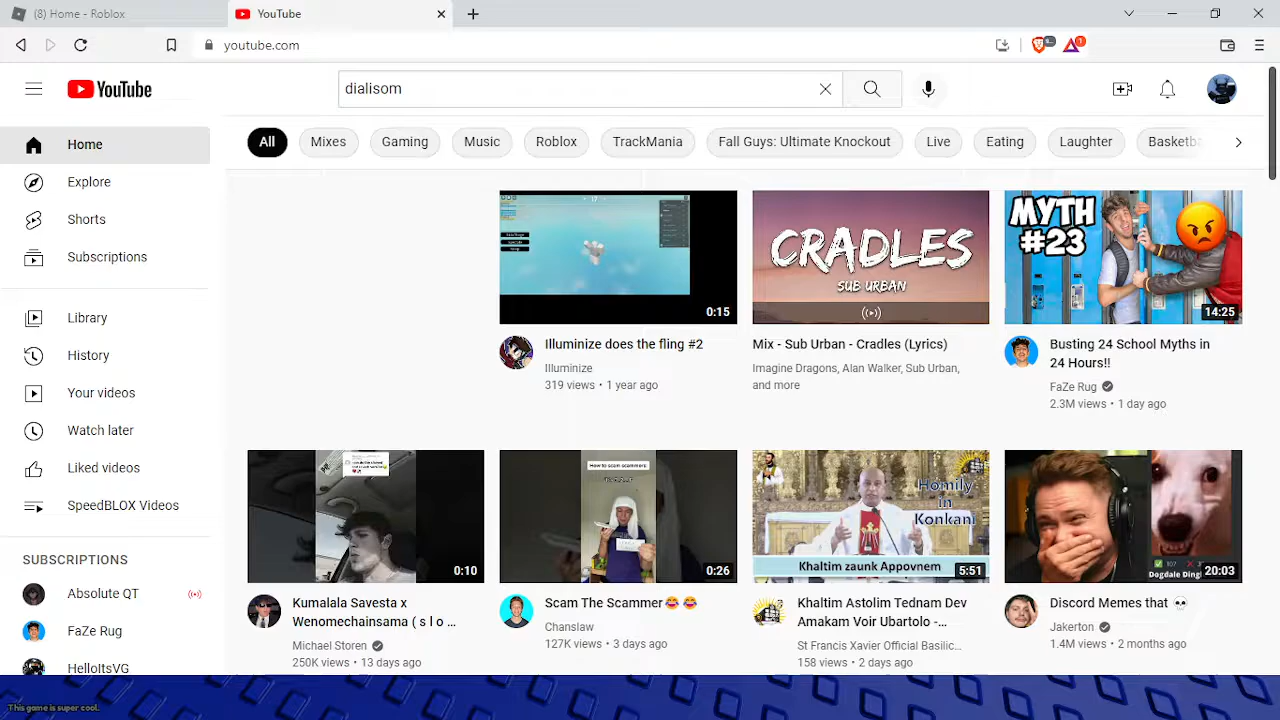 (8) Home - Roblox
YouTube
youtube.com
1
YouTube
dialisom
Home
Explore
Shorts
Subscriptions
Library
History
Your videos
Watch later
Liked videos
SpeedBLOX Videos
SUBSCRIPTIONS
Absolute QT
FaZe Rug
HelloItsVG
All Mixes Gaming Music Roblox TrackMania Fall Guys: Ultimate Knockout Live Eating Laughter Basketba
0:15
Illuminize does the fling #2
Illuminize
319 views • 1 year ago
CRADLES
SUB URBAN
Mix - Sub Urban - Cradles (Lyrics)
Imagine Dragons, Alan Walker, Sub Urban,
and more
MYTH
#23
14:25
Busting 24 School Myths in
24 Hours!!
FaZe Rug
2.3M views • 1 day ago
0:10
Kumalala Savesta x
Werpmechainsama ( s l o ...
Michael Storen
250K views • 13 days ago
How to scam scammers
0:26
Scam The Scammer😂 😂
Chanslaw
127K views • 3 days ago
Homily
in
Konkani
Khaltim zaunk Appovnem
5:51
Khaltim Astolim Tednam Dev
Amakam Voir Ubartolo -...
St Francis Xavier Official Basilic...
158 views • 2 days ago
107
20:03
Discord Memes that 💀
Jakerton
1.4M views • 2 months ago
This game is super cool.